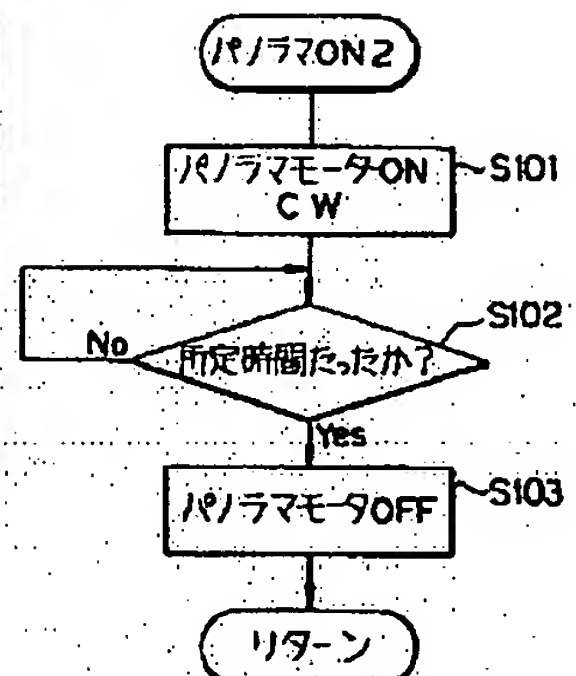 パノラマON2
パノラマモータON
CW
S101
S102
No
所定時間たったか?
Yes
パノラマモータOFF
S103
リターン